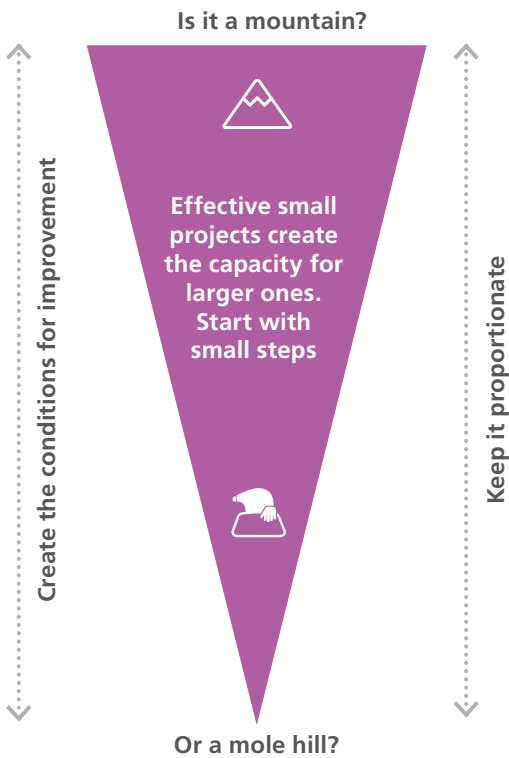 Is it a mountain?
Create the conditions for improvement
Effective small
projects create
the capacity for
larger ones.
Start with
small steps
Keep it proportionate
Or a mole hill?